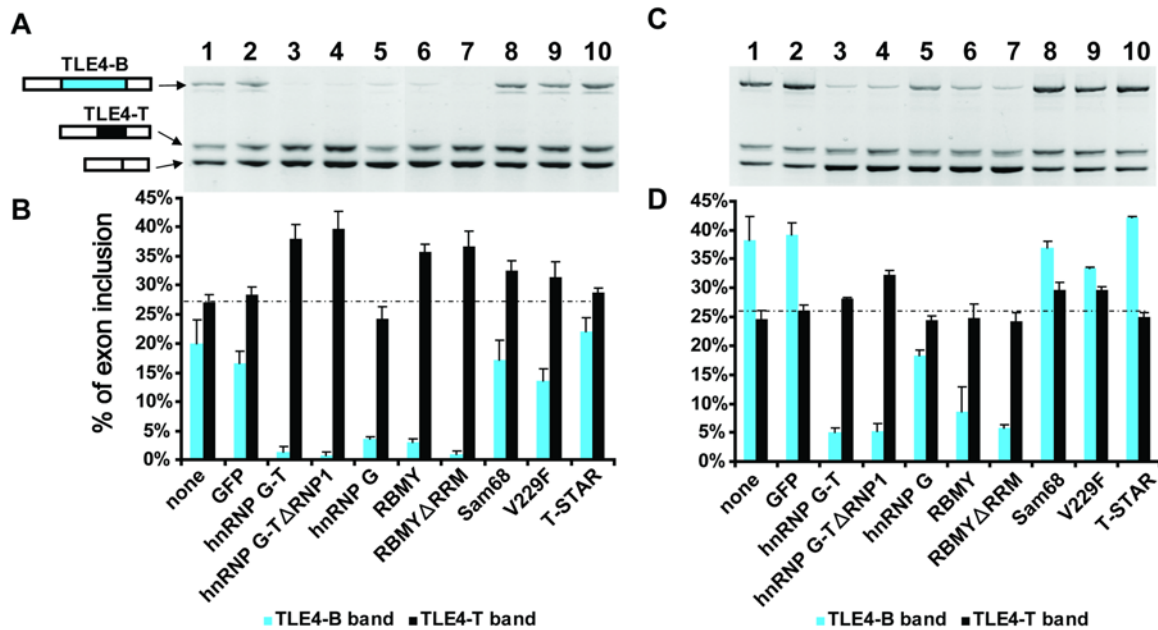 A
1 2 3 4 5 6 7 8 9 10
TLE4-B
TLE4-T
B
% of exon inclusion
45%
40%
35%
30%
25%
20%
15%
10%
5%
0%
none
GFP
hnRNP G-T
hnRNP G-T ΔRNP1
hnRNP G
RBMY
RBMYΔRRM
Sam68
V229F
T-STAR
TLE4-B band TLE4-T band
C
1 2 3 4 5 6 7 8 9 10
D
45%
40%
35%
30%
25%
20%
15%
10%
5%
0%
none
GFP
hnRNP G-T
hnRNP G-T ΔRNP1
hnRNP G
RBMY
RBMYΔRRM
Sam68
V229F
T-STAR
TLE4-B band TLE4-T band